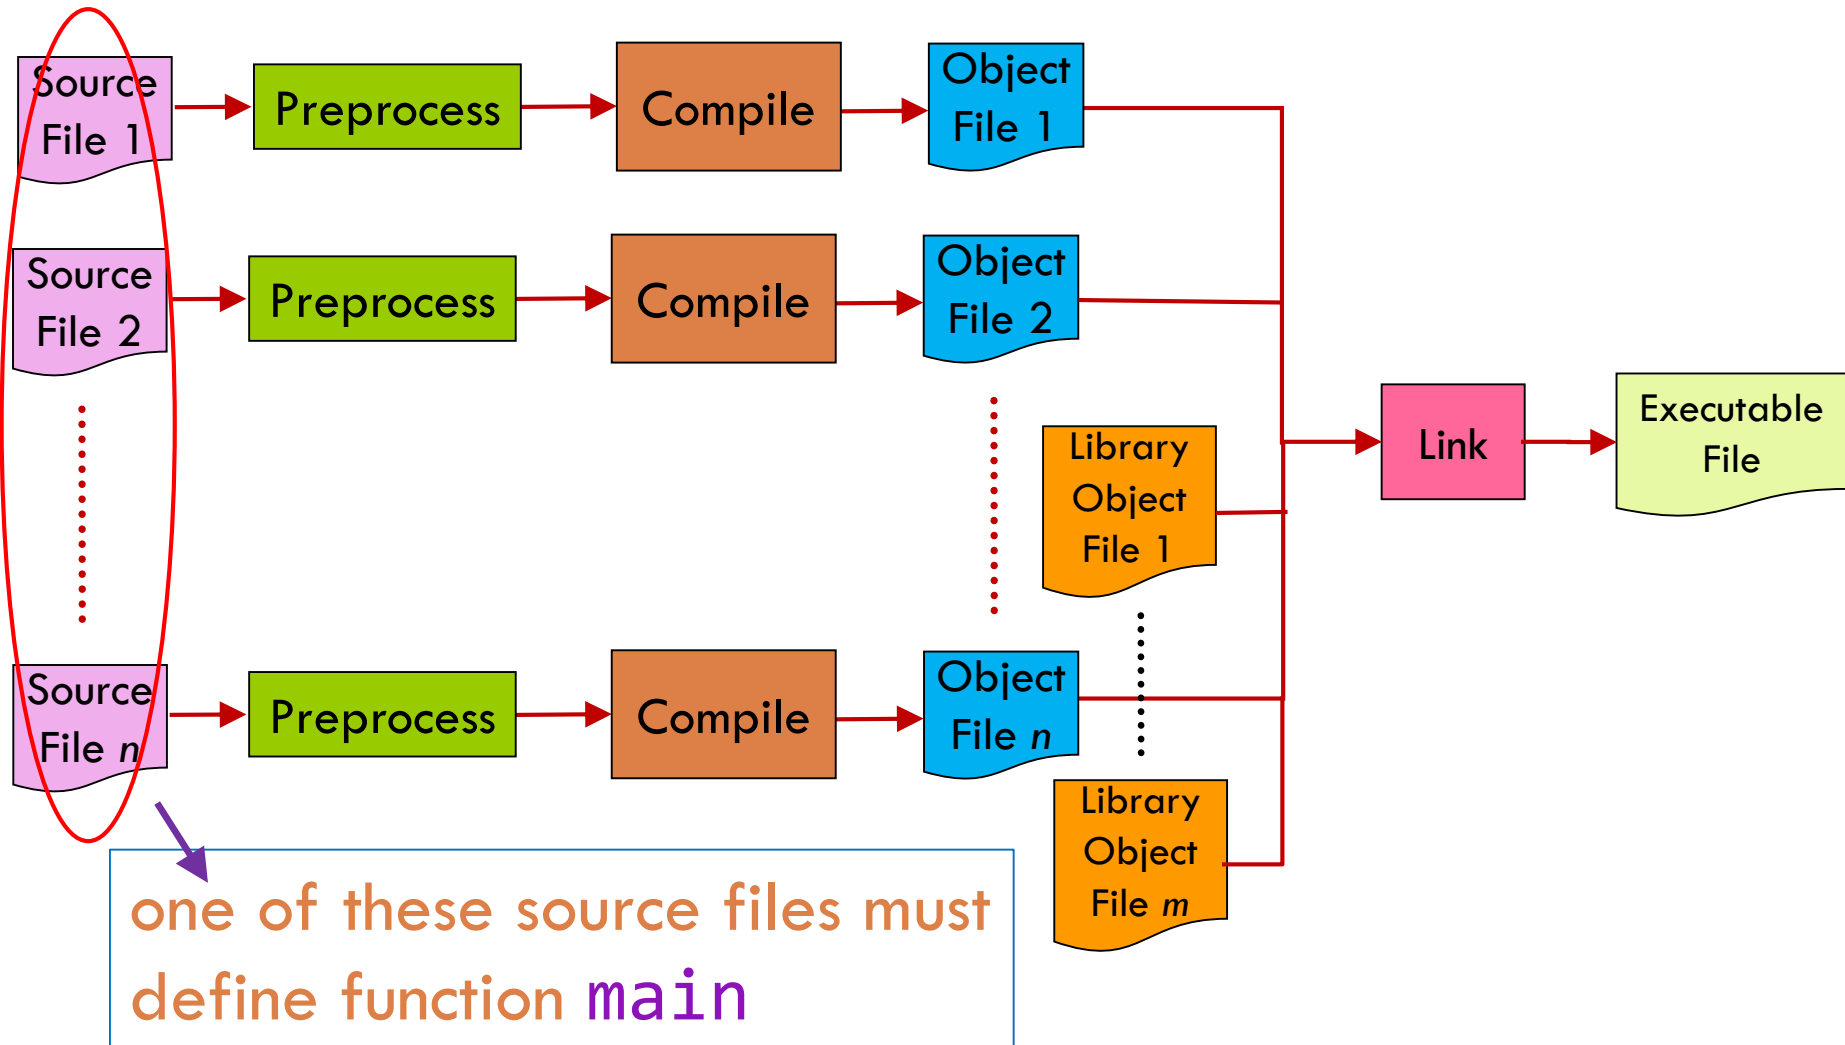 Source
File 1
Preprocess
Compile
Object
File 1
Source
File 2
Preprocess
Compile
Object
File 2
Library
Object
File 1
Link
Executable
File
Source
File n
Preprocess
Compile
Object
File n
Library
Object
File m
one of these source files must
define function main